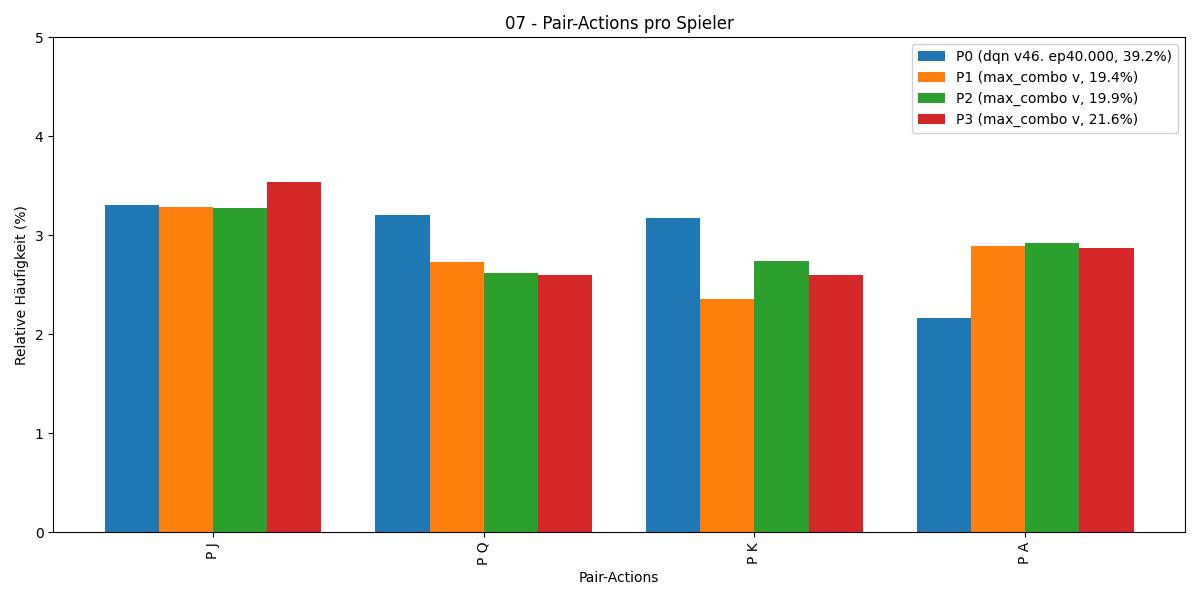 07 - Pair-Actions pro Spieler
P0 (dqn v46. ep40.000, 39.2%)
P1 (max_combo v, 19.4%)
P2 (max_combo v, 19.9%)
P3 (max_combo v, 21.6%)
Relative Häufigkeit (%)
5
4
3
2
1
0
P J
P Q
P K
P A
Pair-Actions